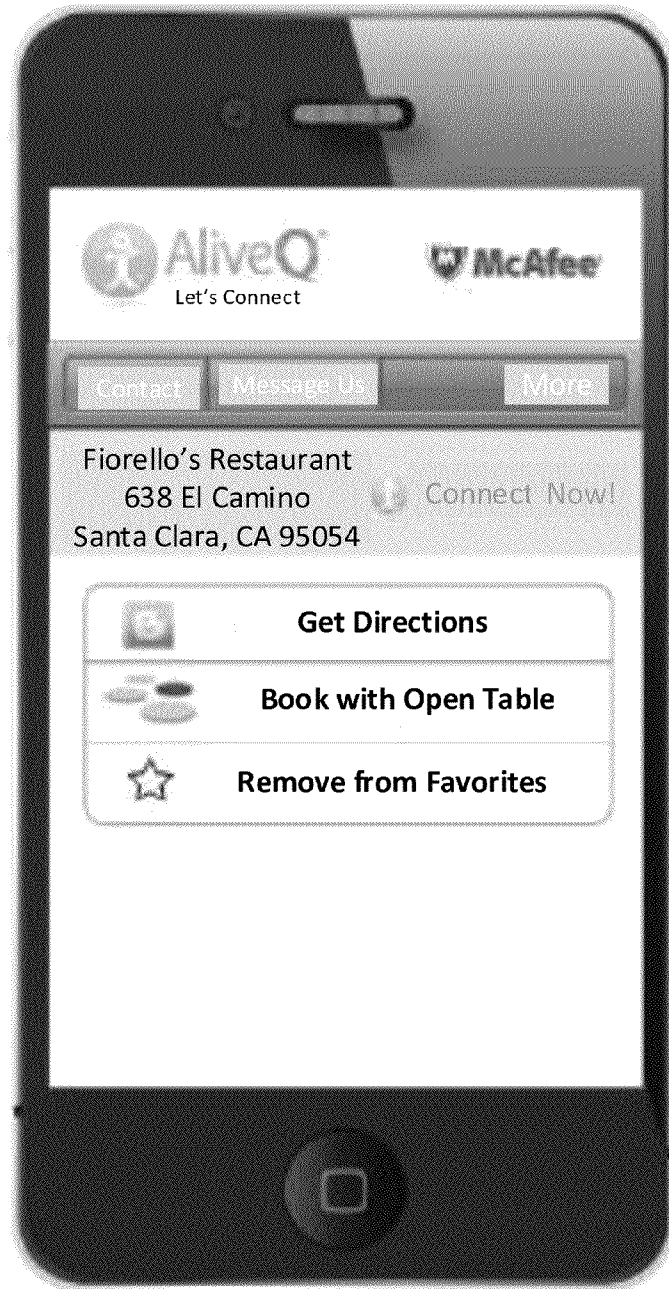 AliveQ
McAfee
Let's Connect
Contact Message Us More
Fiorello's Restaurant
638 El Camino
Santa Clara, CA 95054
Connect Now!
Get Directions
Book with Open Table
Remove from Favorites